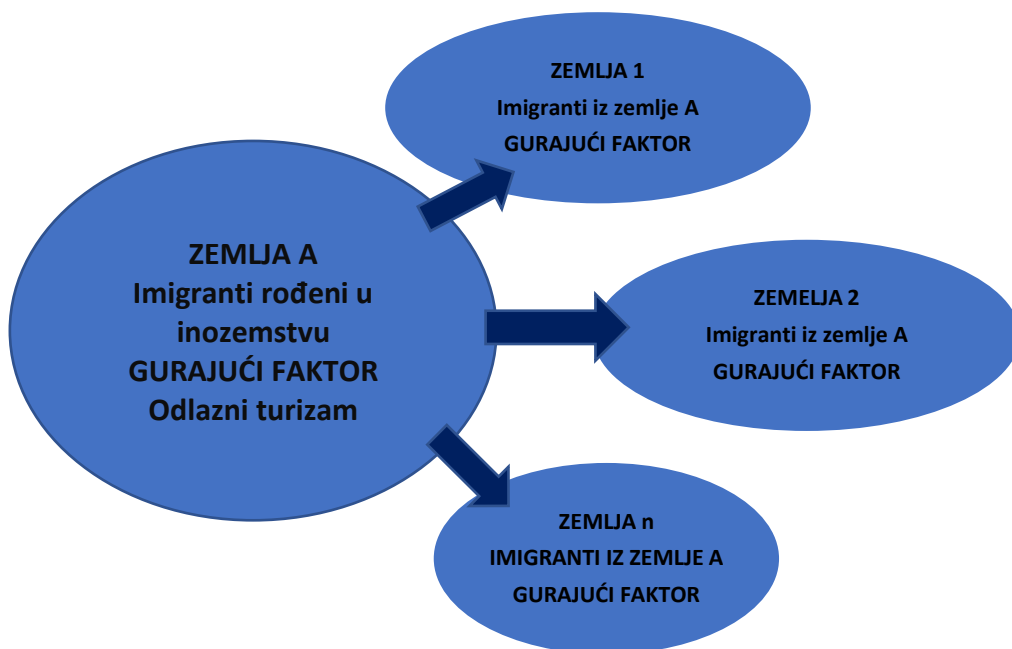 ZEMLJA 1
Imigranti iz zemlje A
GURAJUĆI FAKTOR
ZEMLJA A
Imigranti rođeni u
inozemstvu
GURAJUĆI FAKTOR
Odlazni turizam
ZEMELJA 2
Imigranti iz zemlje A
GURAJUĆI FAKTOR
ZEMLJA n
IMIGRANTI IZ ZEMLJE A
GURAJUĆI FAKTOR